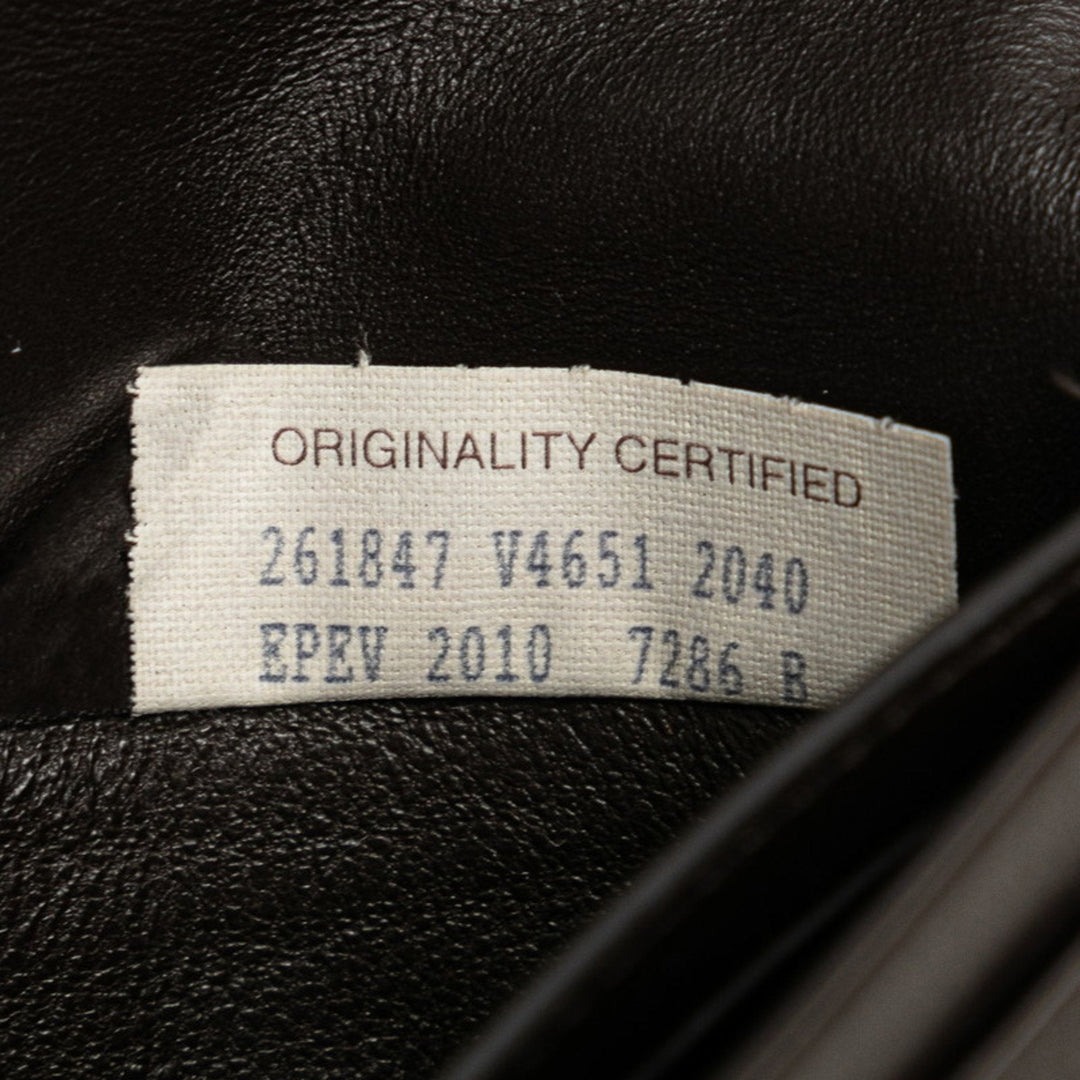 ORIGINALITY CERTIFIED
261847 V4651 2040
EPEV 2010 7286 B